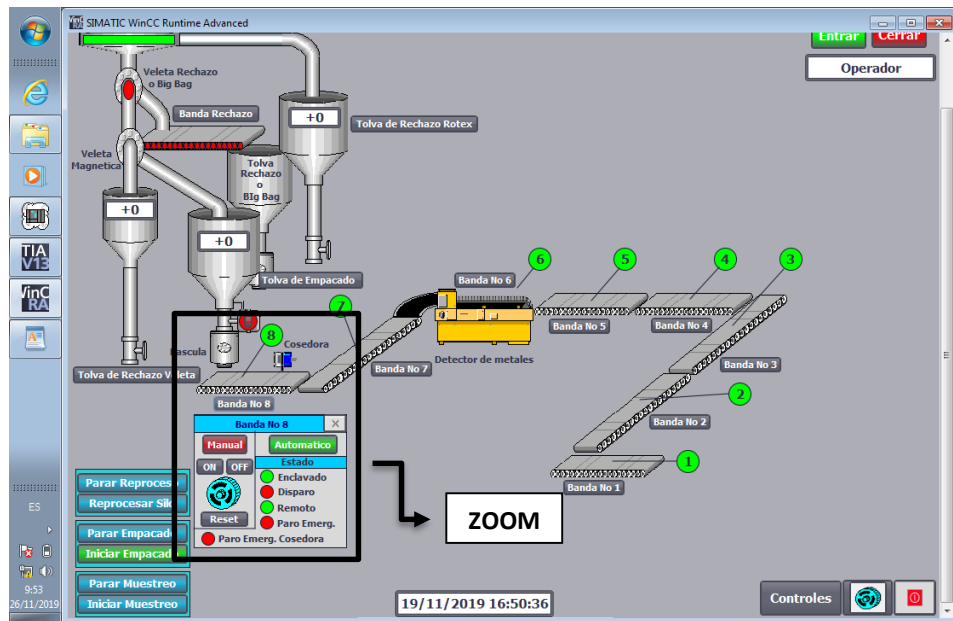 SIMATIC WinCC Runtime Advanced
Entrar
Cerrar
Operador
Veleta Rechazo
o Big Bag
Banda Rechazo
+0
Tolva de Rechazo Rotex
Veleta
Magnetica
Tolva
Rechazo
o
BIg Bag
+0
+0
Tolva de Empacado
TIA
V13
VinC
RA
6
5
4
3
Banda No 6
Banda No 5
Banda No 4
7
8
Cosedora
Bascula
Detector de metales
Banda No 7
Banda No 3
Tolva de Rechazo Veleta
2
Banda No 8
Banda No 2
Banda No 8
Manual
Automatico
ON
OFF
Estado
Enclavado
Disparo
Remoto
Reset
Paro Emerg.
Paro Emerg. Cosedora
1
Banda No 1
ZOOM
Parar Reproceso
Reprocesar Silo
Parar Empacado
Iniciar Empacado
Parar Muestreo
Iniciar Muestreo
ES
9:53
26/11/2019
19/11/2019 16:50:36
Controles